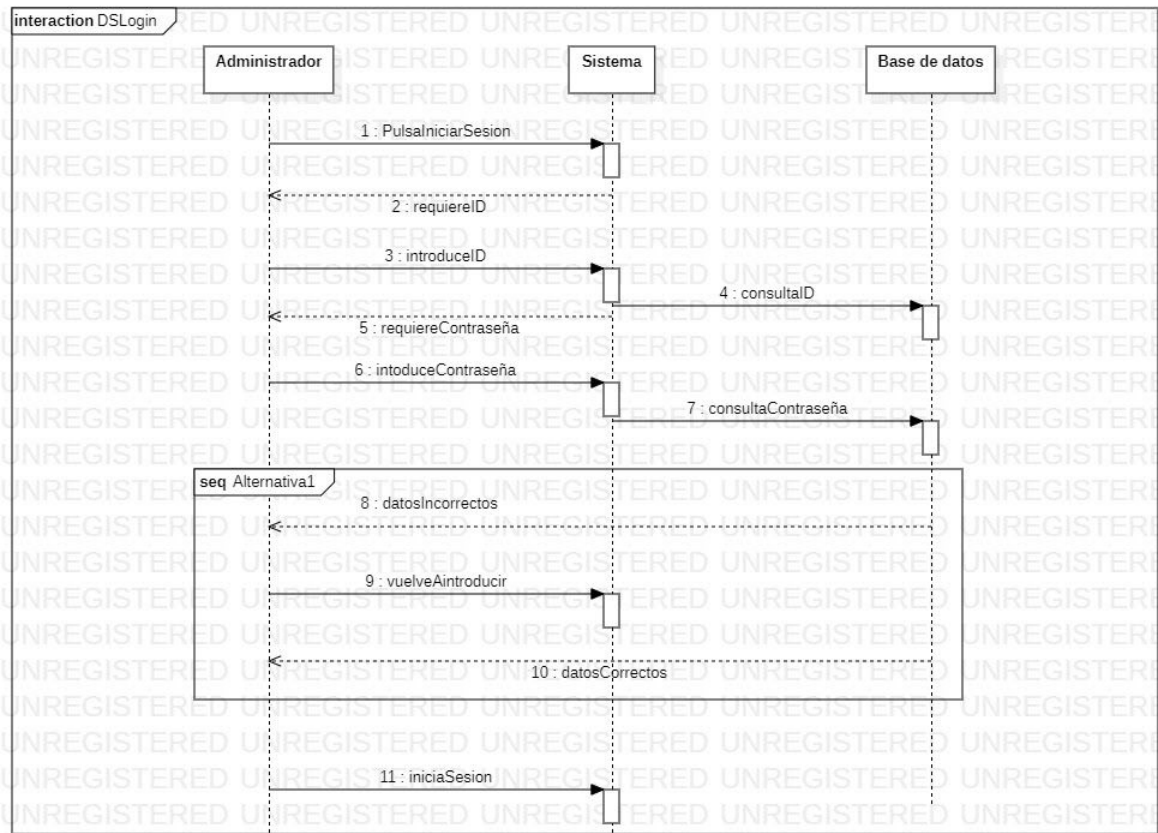 interaction DSLogin
Administrador
Sistema
Base de datos
1 : PulsaIniciarSesion
2 : requiereID
3 : introduceID
4 : consultaID
5 : requiereContraseña
6 : intoduceContraseña
7 : consultaContraseña
seq Alternativa1
8 : datosIncorrectos
9 : vuelveAintroducir
10 : datosCorrectos
11 : iniciaSesion
UNREGISTERED